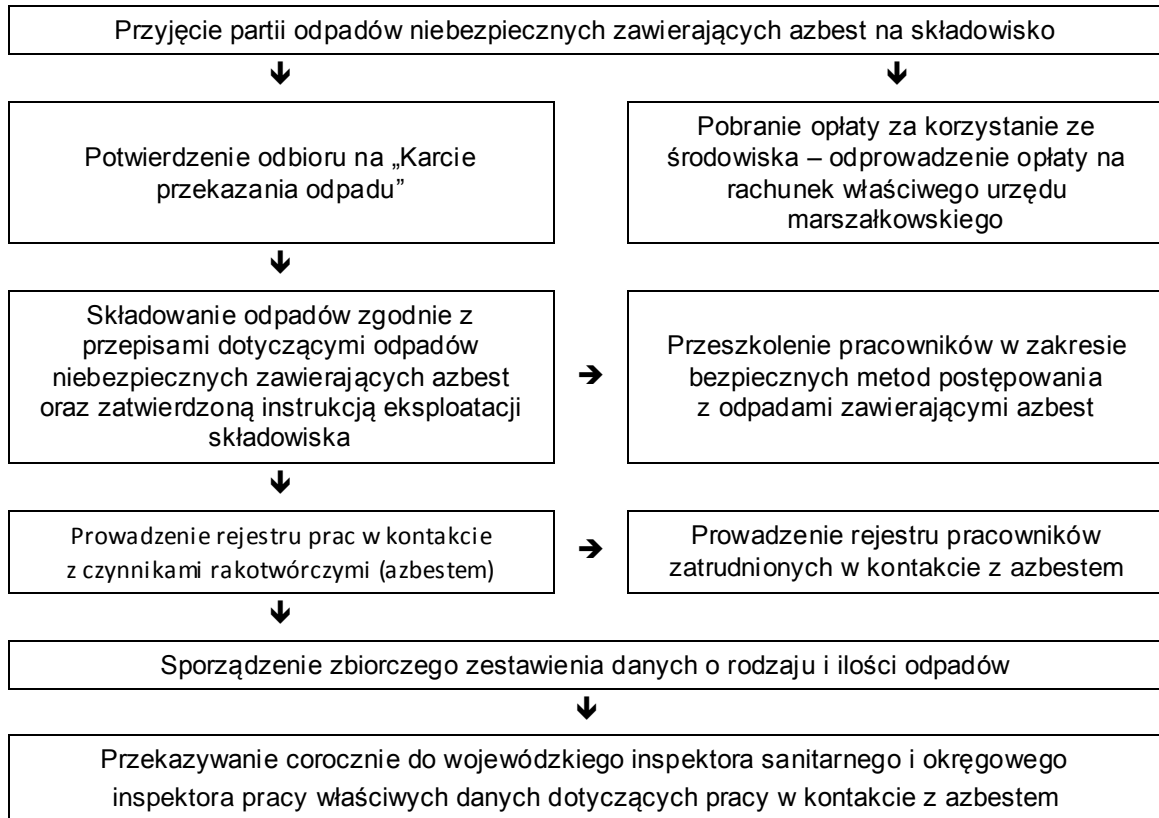 Przyjęcie partii odpadów niebezpiecznych zawierających azbest na składowisko
Potwierdzenie odbioru na „Karcie
przekazania odpadu”
Pobranie opłaty za korzystanie ze
środowiska – odprowadzenie opłaty na
rachunek właściwego urzędu
marszałkowskiego
Składowanie odpadów zgodnie z
przepisami dotyczącymi odpadów
niebezpiecznych zawierających azbest
oraz zatwierdzoną instrukcją eksploatacji
składowiska
Przeszkolenie pracowników w zakresie
bezpiecznych metod postępowania
z odpadami zawierającymi azbest
Prowadzenie rejestru prac w kontakcie
z czynnikami rakotwórczymi (azbestem)
Prowadzenie rejestru pracowników
zatrudnionych w kontakcie z azbestem
Sporządzenie zbiorczego zestawienia danych o rodzaju i ilości odpadów
Przekazywanie corocznie do wojewódzkiego inspektora sanitarnego i okręgowego
inspektora pracy właściwych danych dotyczących pracy w kontakcie z azbestem